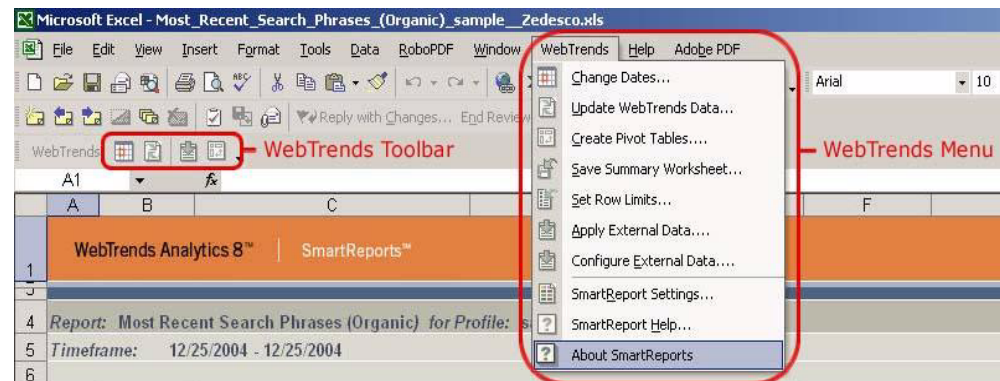 Microsoft Excel - Most_Recent_Search_Phrases_(Organic)_sample__Zedesco.xls
File Edit View Insert Format Tools Data RoboPDF Window WebTrends Help Adobe PDF
Change Dates...
Arial 10
Update WebTrends Data...
Reply with Changes... End Review
Create Pivot Tables....
WebTrends
WebTrends Toolbar
WebTrends Menu
Save Summary Worksheet...
A1 fx
Set Row Limits...
A B C F
Apply External Data....
1 WebTrends Analytics 8™ | SmartReports™
Configure External Data....
SmartReport Settings...
4 Report: Most Recent Search Phrases (Organic) for Profile:
SmartReport Help...
5 Timeframe: 12/25/2004 - 12/25/2004
About SmartReports
6